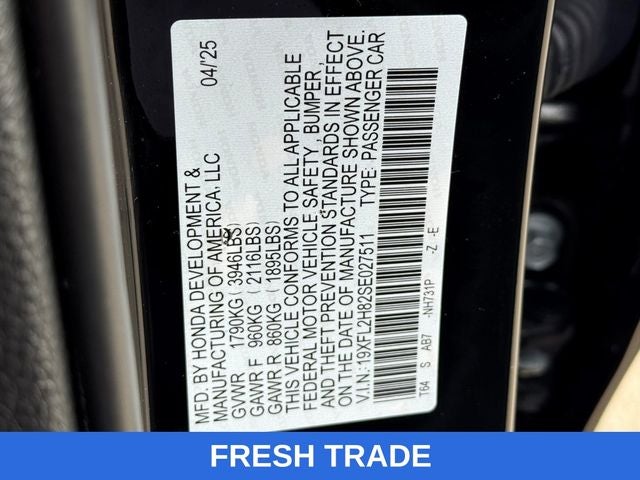 MFD. BY HONDA DEVELOPMENT & 04/'25
MANUFACTURING OF AMERICA, LLC
GVWR 1790KG ( 3946LBS)
GAWR F 960KG ( 2116LBS)
GAWR R 860KG ( 1895LBS)
THIS VEHICLE CONFORMS TO ALL APPLICABLE
FEDERAL MOTOR VEHICLE SAFETY, BUMPER,
AND THEFT PREVENTION STANDARDS IN EFFECT
ON THE DATE OF MANUFACTURE SHOWN ABOVE.
V.I.N:19XFL2H82SE027511 TYPE: PASSENGER CAR
T64 S AB7 -NH731P -Z -E
FRESH TRADE